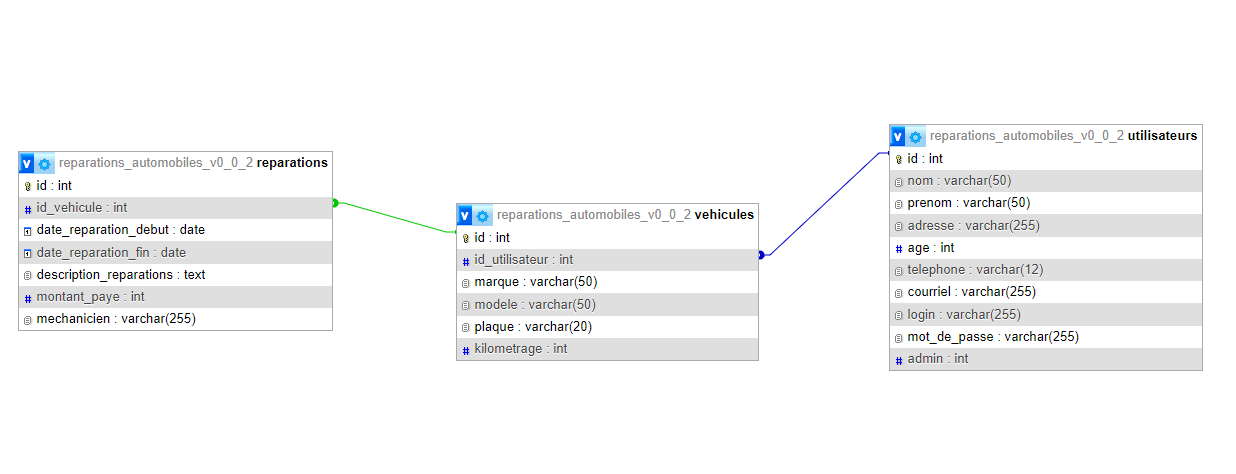 v reparations_automobiles_v0_0_2 reparations
id : int
# id_vehicule : int
date_reparation_debut : date
date_reparation_fin : date
description_reparations : text
# montant_paye : int
mechanicien : varchar(255)
v reparations_automobiles_v0_0_2 vehicules
id : int
# id_utilisateur : int
marque : varchar(50)
modele : varchar(50)
plaque : varchar(20)
# kilometrage : int
v reparations_automobiles_v0_0_2 utilisateurs
id : int
nom : varchar(50)
prenom : varchar(50)
adresse : varchar(255)
# age : int
telephone : varchar(12)
courriel : varchar(255)
login : varchar(255)
mot_de_passe : varchar(255)
# admin : int